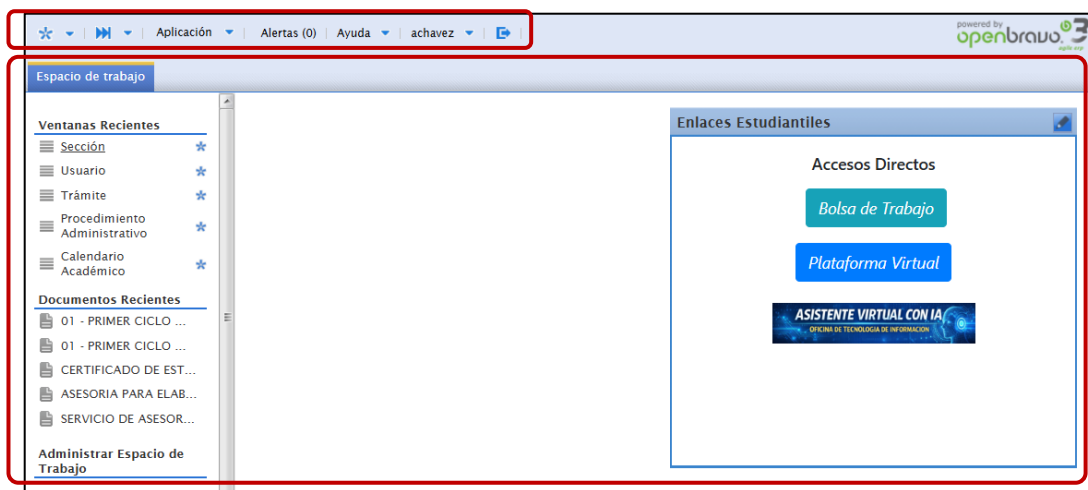 Aplicación Alertas (0) Ayuda achavez
powered by
openbravo 3
agile erp
Espacio de trabajo
Ventanas Recientes
Sección
Usuario
Trámite
Procedimiento
Administrativo
Calendario
Académico
Documentos Recientes
01 - PRIMER CICLO ...
01 - PRIMER CICLO ...
CERTIFICADO DE EST...
ASESORIA PARA ELAB...
SERVICIO DE ASESOR...
Administrar Espacio de
Trabajo
Enlaces Estudiantiles
Accesos Directos
Bolsa de Trabajo
Plataforma Virtual
ASISTENTE VIRTUAL CON IA
OFICINA DE TECNOLOGIA DE INFORMACION